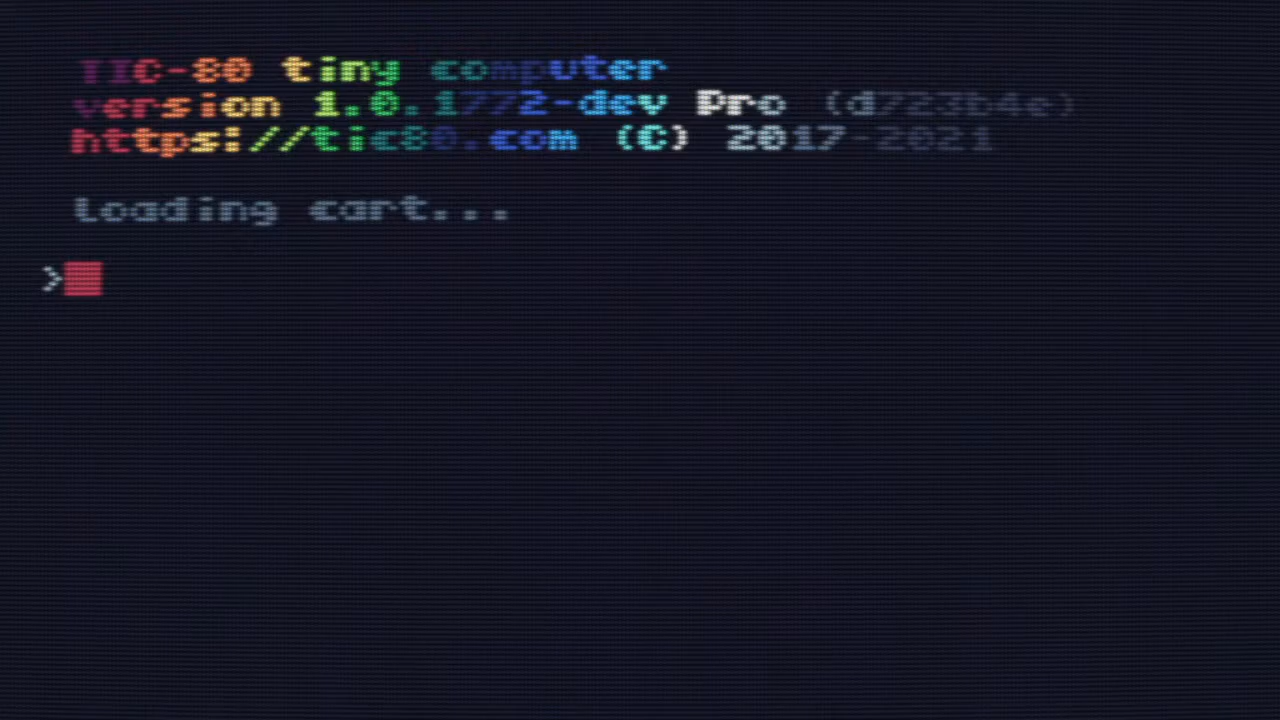 TIC-80 tiny computer
version 1.0.1772-dev Pro (d723b4e)
https://tic80.com (C) 2017-2021
Loading cart...
>